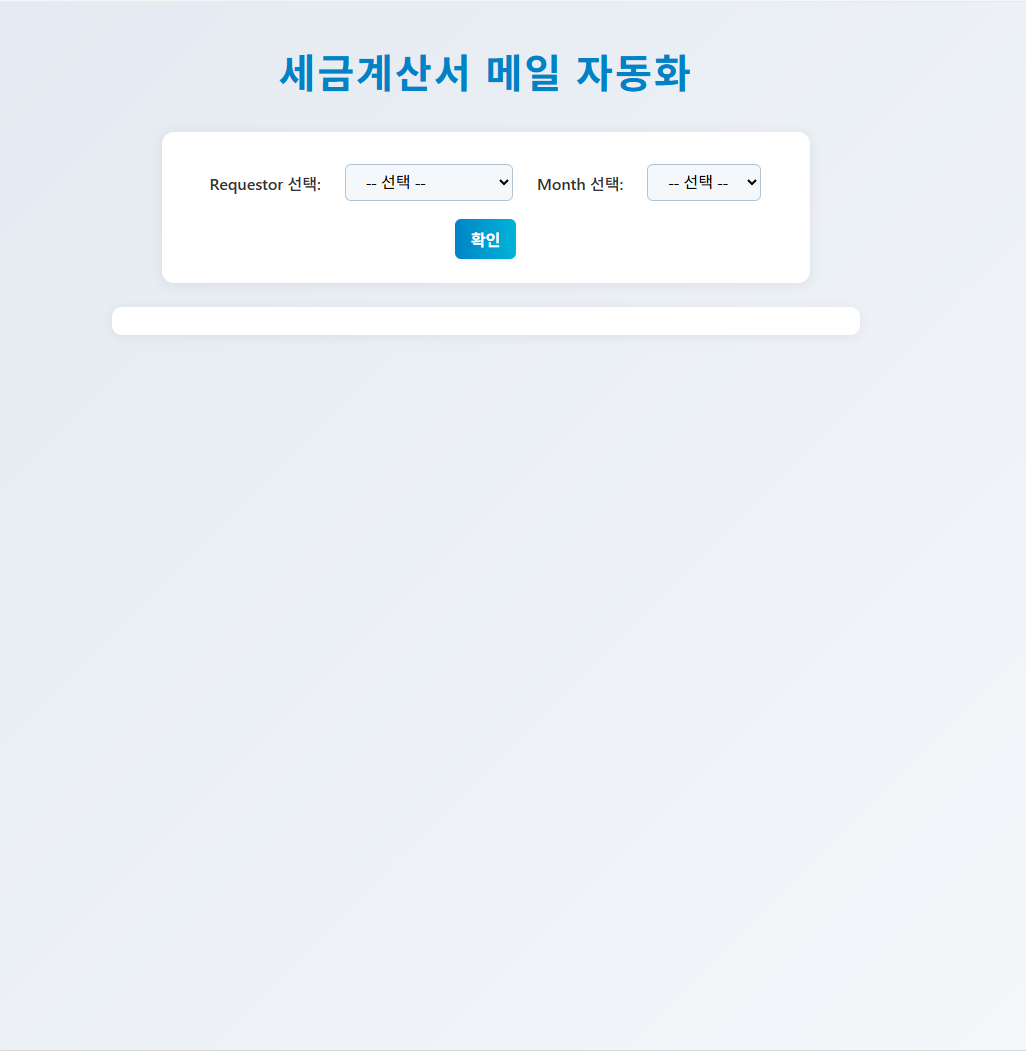 세금계산서 메일 자동화
Requestor 선택: -- 선택 -- Month 선택: -- 선택 --
확인